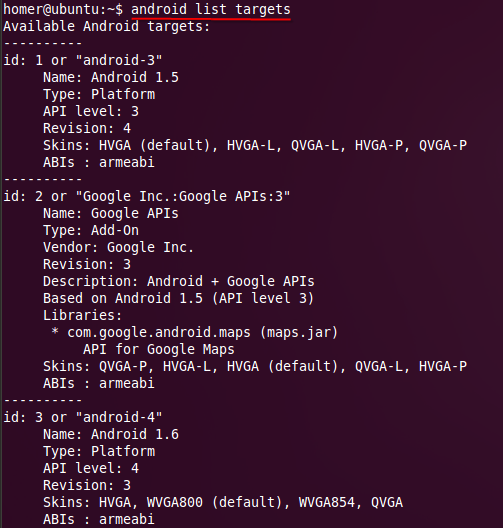 homer@ubuntu:~$ android list targets
Available Android targets:
----------
id: 1 or "android-3"
     Name: Android 1.5
     Type: Platform
     API level: 3
     Revision: 4
     Skins: HVGA (default), HVGA-L, QVGA-L, HVGA-P, QVGA-P
     ABIs : armeabi
----------
id: 2 or "Google Inc.:Google APIs:3"
     Name: Google APIs
     Type: Add-On
     Vendor: Google Inc.
     Revision: 3
     Description: Android + Google APIs
     Based on Android 1.5 (API level 3)
     Libraries:
      * com.google.android.maps (maps.jar)
          API for Google Maps
     Skins: QVGA-P, HVGA-L, HVGA (default), QVGA-L, HVGA-P
     ABIs : armeabi
----------
id: 3 or "android-4"
     Name: Android 1.6
     Type: Platform
     API level: 4
     Revision: 3
     Skins: HVGA, WVGA800 (default), WVGA854, QVGA
     ABIs : armeabi